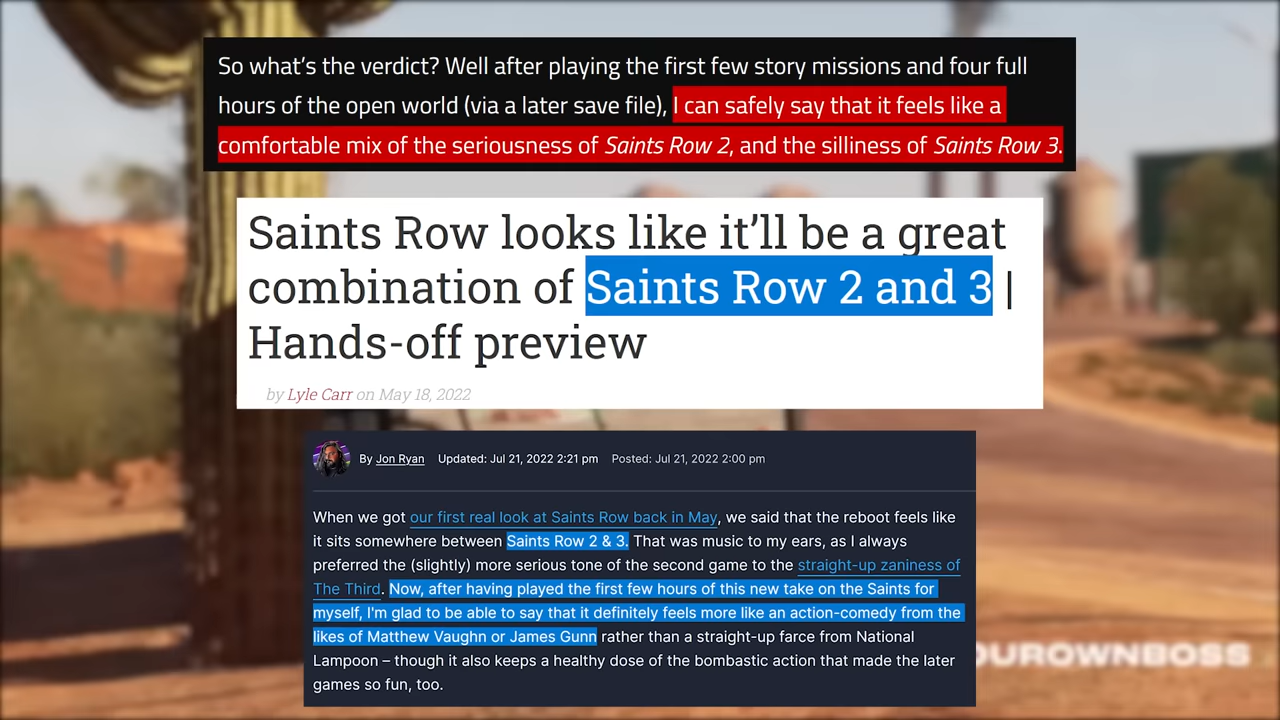 So what's the verdict? Well after playing the first few story missions and four full
hours of the open world (via a later save file), I can safely say that it feels like a
comfortable mix of the seriousness of Saints Row 2, and the silliness of Saints Row 3.
Saints Row looks like it'll be a great
combination of Saints Row 2 and 3 |
Hands-off preview
by Lyle Carr on May 18, 2022
By Jon Ryan Updated: Jul 21, 2022 2:21 pm Posted: Jul 21, 2022 2:00 pm
When we got our first real look at Saints Row back in May, we said that the reboot feels like
it sits somewhere between Saints Row 2 & 3. That was music to my ears, as I always
preferred the (slightly) more serious tone of the second game to the straight-up zaniness of
The Third. Now, after having played the first few hours of this new take on the Saints for
myself, I'm glad to be able to say that it definitely feels more like an action-comedy from the
likes of Matthew Vaughn or James Gunn rather than a straight-up farce from National
Lampoon – though it also keeps a healthy dose of the bombastic action that made the later
games so fun, too.
OUROWNBOSS